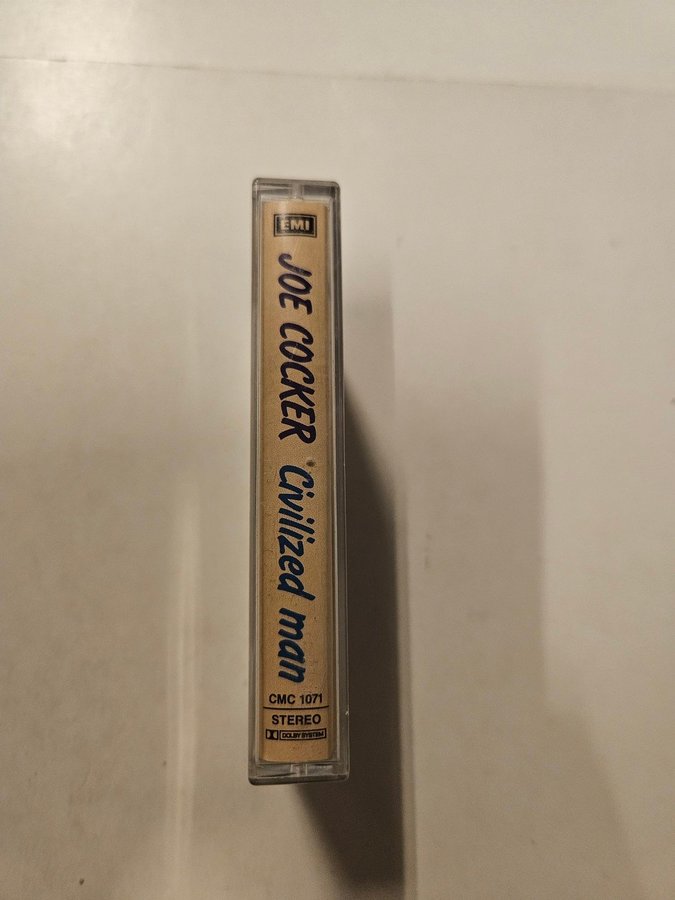 EMI
JOE COCKER Civilized man
CMC 1071
STEREO
DOLBY SYSTEM